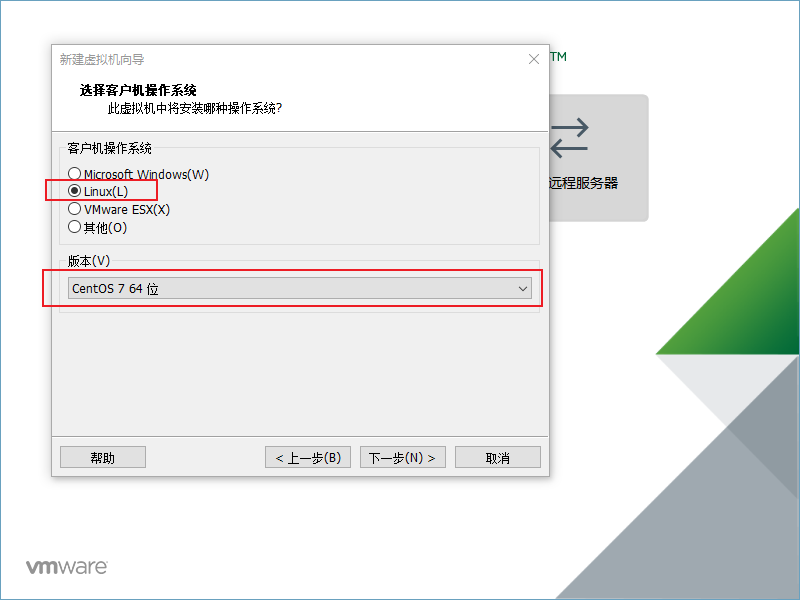 新建虚拟机向导
TM
选择客户机操作系统
此虚拟机中将安装哪种操作系统?
客户机操作系统
Microsoft Windows(W)
Linux(L)
VMware ESX(X)
其他(O)
远程服务器
版本(V)
CentOS 7 64 位
帮助
< 上一步(B)
下一步(N) >
取消
vmware